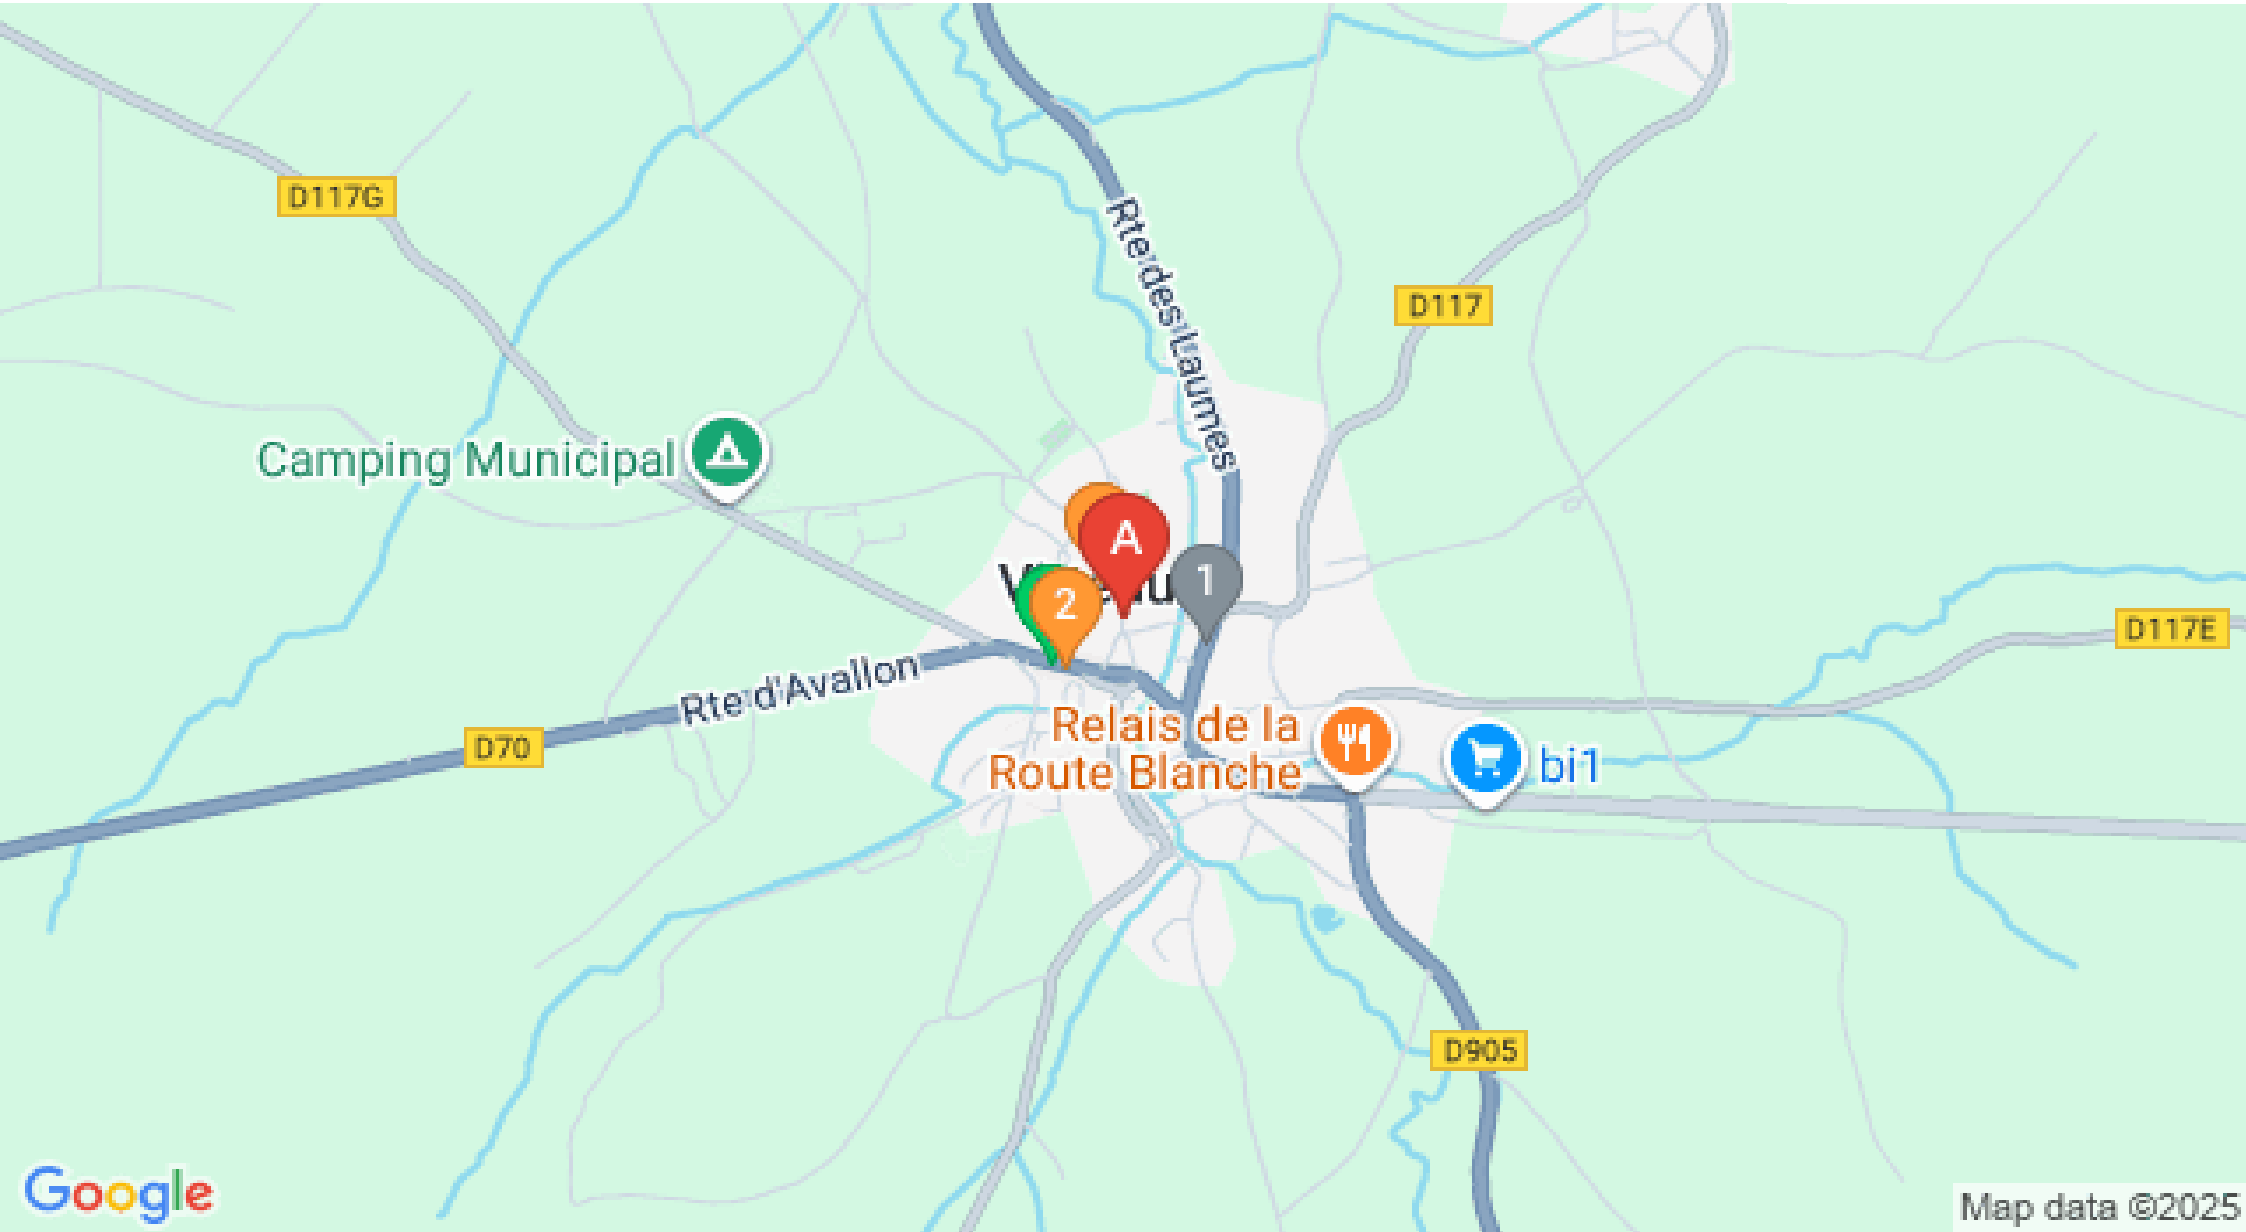 D117G
Rte des Laumes
D117
Camping Municipal
A
1
2
D117E
Rte d'Avallon
D70
Relais de la
Route Blanche
bi1
D905
Google
Map data ©2025